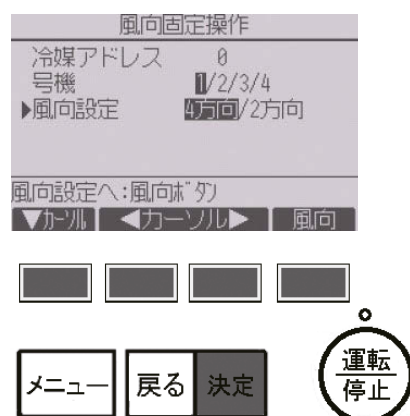 風向固定操作
冷媒アドレス 0
号機 1/2/3/4
▶風向設定 4方向/2方向
風向設定へ:風向ボタン
▼カーソル ◀カーソル▶ 風向
メニュー 戻る 決定 運転
停止